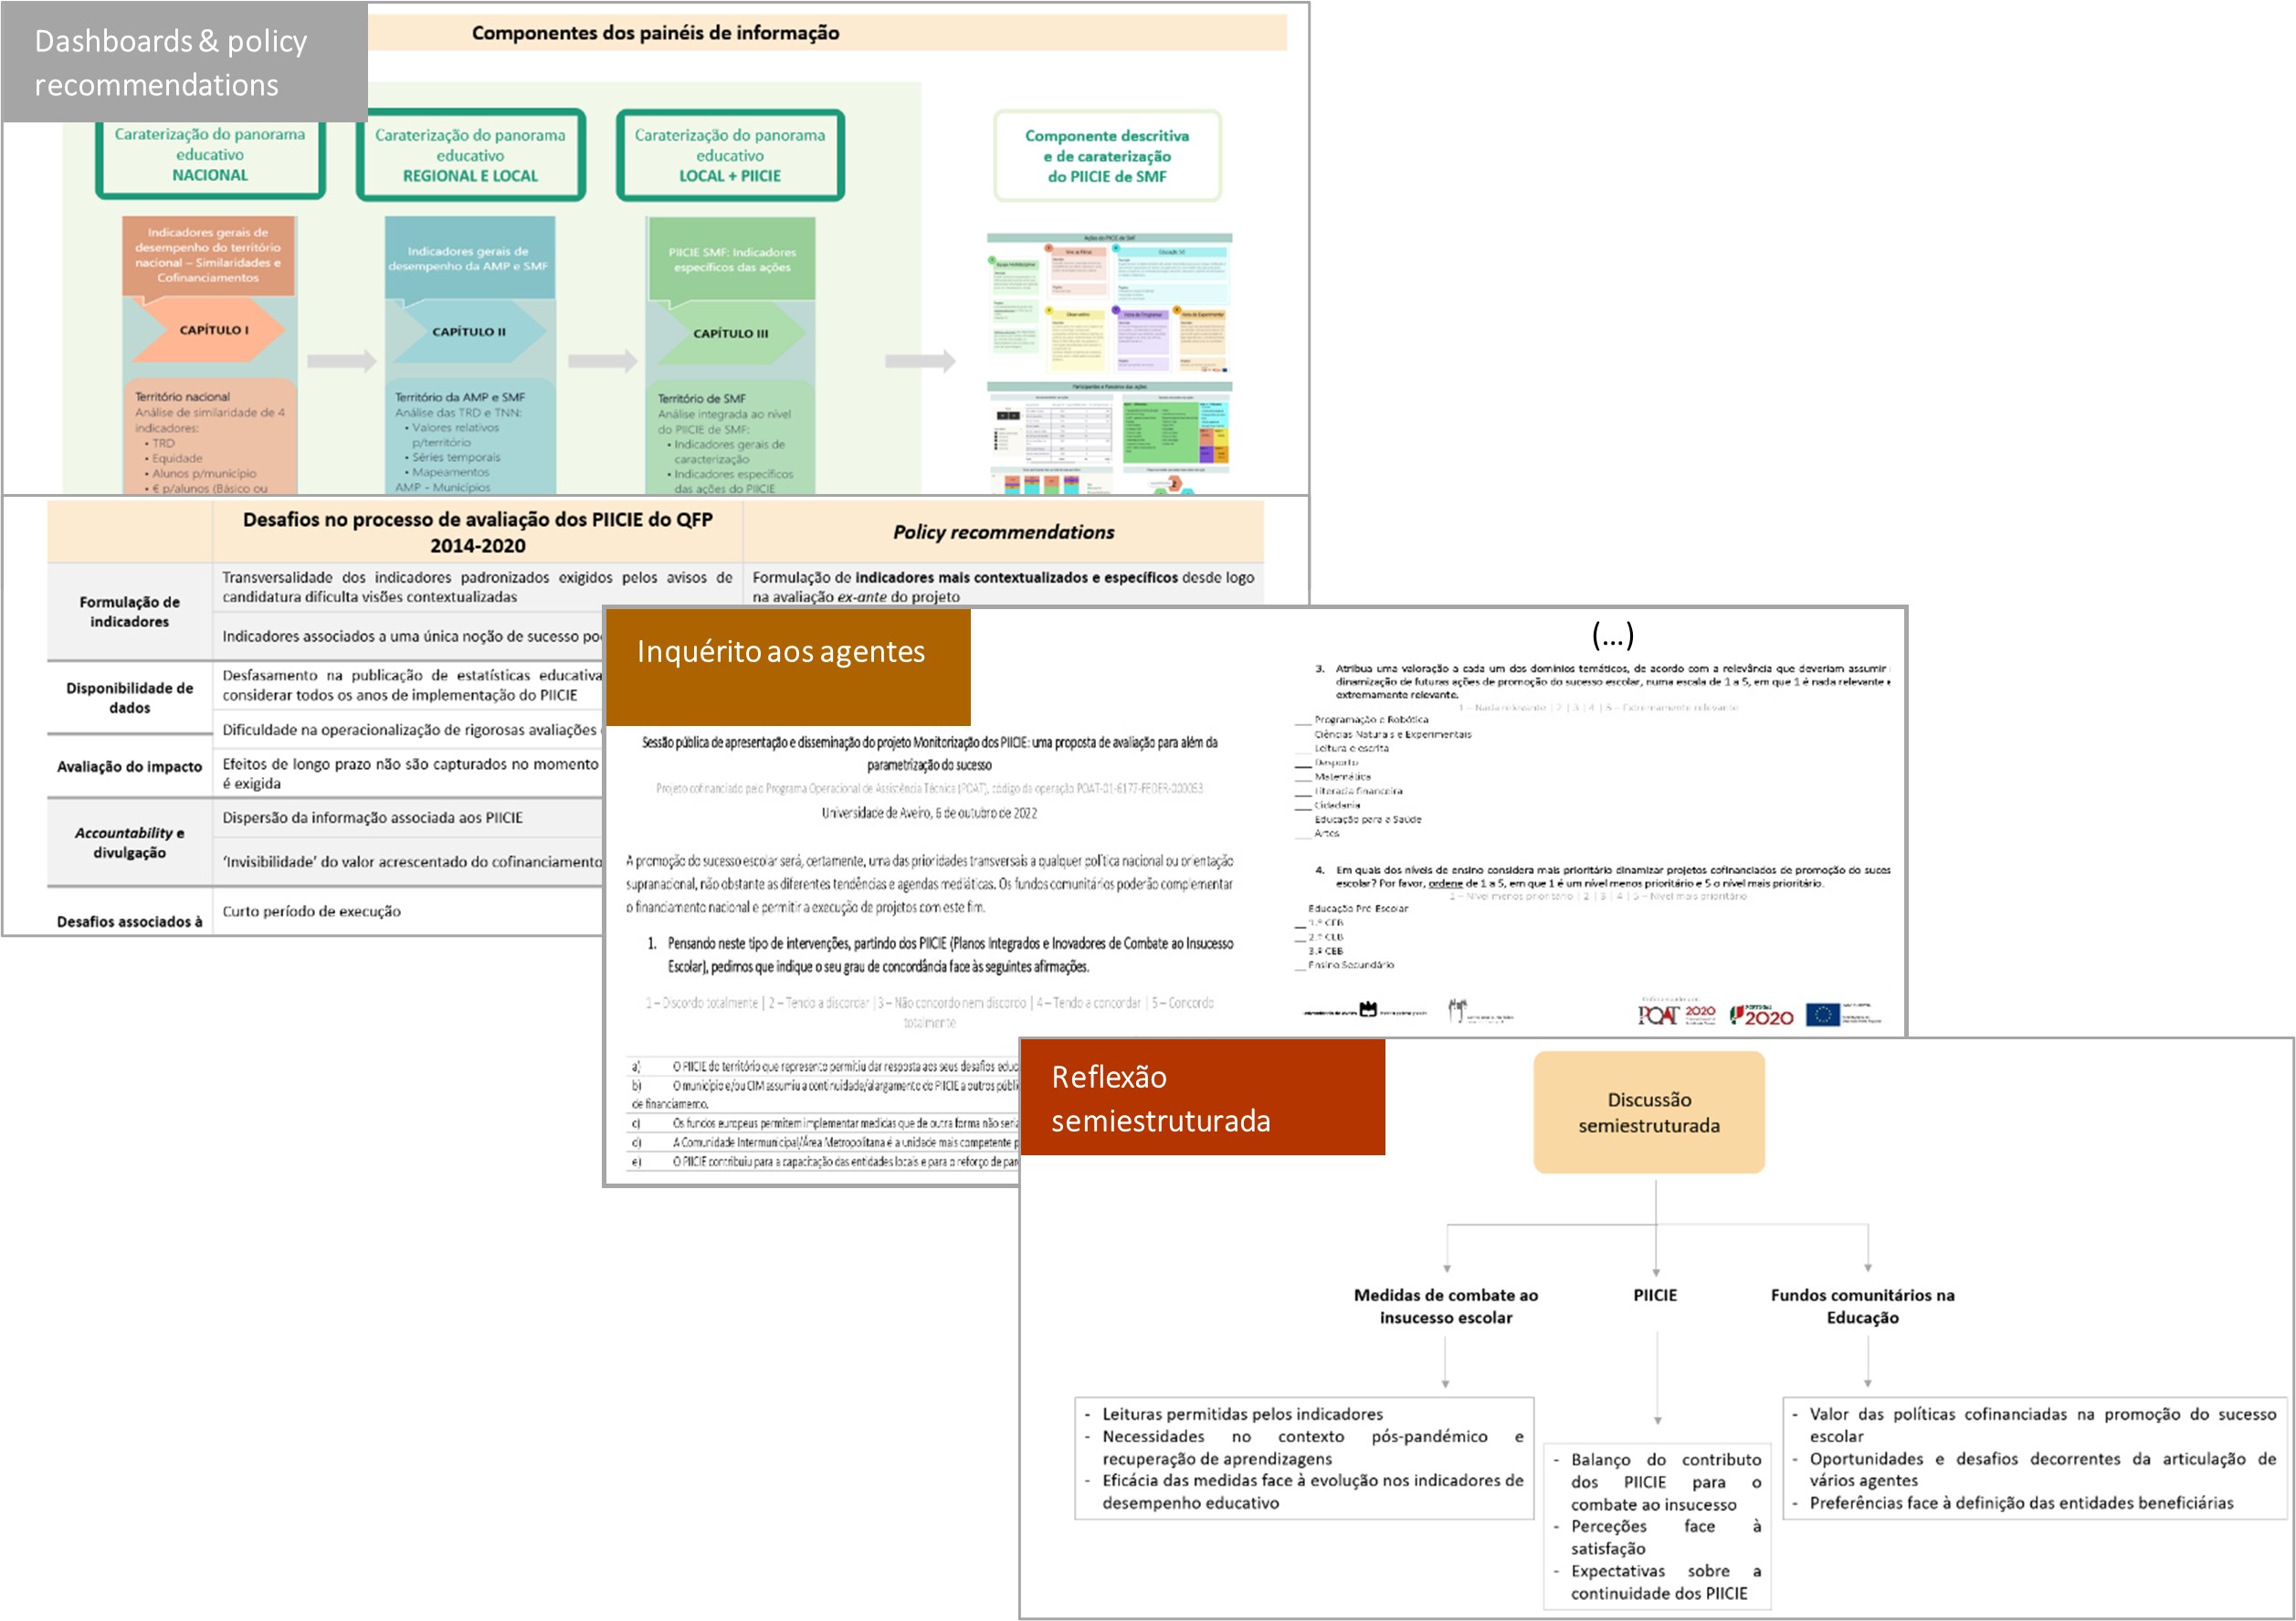 Dashboards & policy
recommendations
Componentes dos painéis de informação
Caraterização do panorama
educativo
NACIONAL
Caraterização do panorama
educativo
REGIONAL E LOCAL
Caraterização do panorama
educativo
LOCAL + PIICIE
Componente descritiva
e de caraterização
do PIICIE de SMF
Indicadores gerais de
desempenho do território
nacional – Similaridades e
Cofinanciamentos
Indicadores gerais de
desempenho da AMP e SMF
PIICIE SMF: Indicadores
específicos das ações
CAPÍTULO I
CAPÍTULO II
CAPÍTULO III
Território nacional
Análise de similaridade de 4
indicadores:
• TRD
• Equidade
• Alunos p/município
• € p/alunos (Básico ou
Território da AMP e SMF
Análise das TRD e TNN:
• Valores relativos
p/território
• Séries temporais
• Mapeamentos
AMP - Municípios
Território de SMF
Análise integrada ao nível
do PIICIE de SMF:
• Indicadores gerais de
caracterização
• Indicadores específicos
das ações do PIICIE
Ações do PIICIE de SMF
Participantes e Parceiros das ações
Desafios no processo de avaliação dos PIICIE do QFP
2014-2020
Policy recommendations
Formulação de
indicadores
Transversalidade dos indicadores padronizados exigidos pelos avisos de
candidatura dificulta visões contextualizadas
Formulação de indicadores mais contextualizados e específicos desde logo
na avaliação ex-ante do projeto
Indicadores associados a uma única noção de sucesso
Disponibilidade de
dados
Desfasamento na publicação de estatísticas educativa
considerar todos os anos de implementação do PIICIE
Dificuldade na operacionalização de rigorosas avaliações
Avaliação do impacto
Efeitos de longo prazo não são capturados no momento
é exigida
Accountability e
divulgação
Dispersão da informação associada aos PIICIE
‘Invisibilidade’ do valor acrescentado do cofinanciamento
Desafios associados à
Curto período de execução
Inquérito aos agentes
Sessão pública de apresentação e disseminação do projeto Monitorização dos PIICIE: uma proposta de avaliação para além da
parametrização do sucesso
Projeto cofinanciado pelo Programa Operacional de Assistência Técnica (POAT), código da operação POAT-01-6177-FEDER-000053
Universidade de Aveiro, 6 de outubro de 2022
A promoção do sucesso escolar será, certamente, uma das prioridades transversais a qualquer política nacional ou orientação
supranacional, não obstante as diferentes tendências e agendas mediáticas. Os fundos comunitários poderão complementar
o financiamento nacional e permitir a execução de projetos com este fim.
1. Pensando neste tipo de intervenções, partindo dos PIICIE (Planos Integrados e Inovadores de Combate ao Insucesso
Escolar), pedimos que indique o seu grau de concordância face às seguintes afirmações.
1 – Discordo totalmente | 2 – Tendo a discordar | 3 – Não concordo nem discordo | 4 – Tendo a concordar | 5 – Concordo
totalmente
a) O PIICIE do território que represento permitiu dar resposta aos seus desafios educ
b) O município e/ou CIM assumiu a continuidade/alargamento do PIICIE a outros públi
de financiamento.
c) Os fundos europeus permitem implementar medidas que de outra forma não seria
d) A Comunidade Intermunicipal/Área Metropolitana é a unidade mais competente p
e) O PIICIE contribuiu para a capacitação das entidades locais e para o reforço de par
(...)
3. Atribua uma valoração a cada um dos domínios temáticos, de acordo com a relevância que deveriam assumir
dinamização de futuras ações de promoção do sucesso escolar, numa escala de 1 a 5, em que 1 é nada relevante e
extremamente relevante.
1 – Nada relevante | 2 | 3 | 4 | 5 – Extremamente relevante
___ Programação e Robótica
Ciências Naturais e Experimentais
___ Leitura e escrita
___ Desporto
___ Matemática
___ Literacia financeira
___ Cidadania
Educação para a Saúde
___ Artes
4. Em quais dos níveis de ensino considera mais prioritário dinamizar projetos cofinanciados de promoção do suces
escolar? Por favor, ordene de 1 a 5, em que 1 é um nível menos prioritário e 5 o nível mais prioritário.
1 – Nível menos prioritário | 2 | 3 | 4 | 5 – Nível mais prioritário
Educação Pré Escolar
__ 1.º CEB
__ 2.º CEB
3.º CEB
__ Ensino Secundário
POAT 2020
PORTUGAL
2020
Reflexão
semiestruturada
Discussão
semiestruturada
Medidas de combate ao
insucesso escolar
PIICIE
Fundos comunitários na
Educação
- Leituras permitidas pelos indicadores
- Necessidades no contexto pós-pandémico e
recuperação de aprendizagens
- Eficácia das medidas face à evolução nos indicadores de
desempenho educativo
- Balanço do contributo
dos PIICIE para o
combate ao insucesso
- Perceções face à
satisfação
- Expectativas sobre a
continuidade dos PIICIE
- Valor das políticas cofinanciadas na promoção do sucesso
escolar
- Oportunidades e desafios decorrentes da articulação de
vários agentes
- Preferências face à definição das entidades beneficiárias